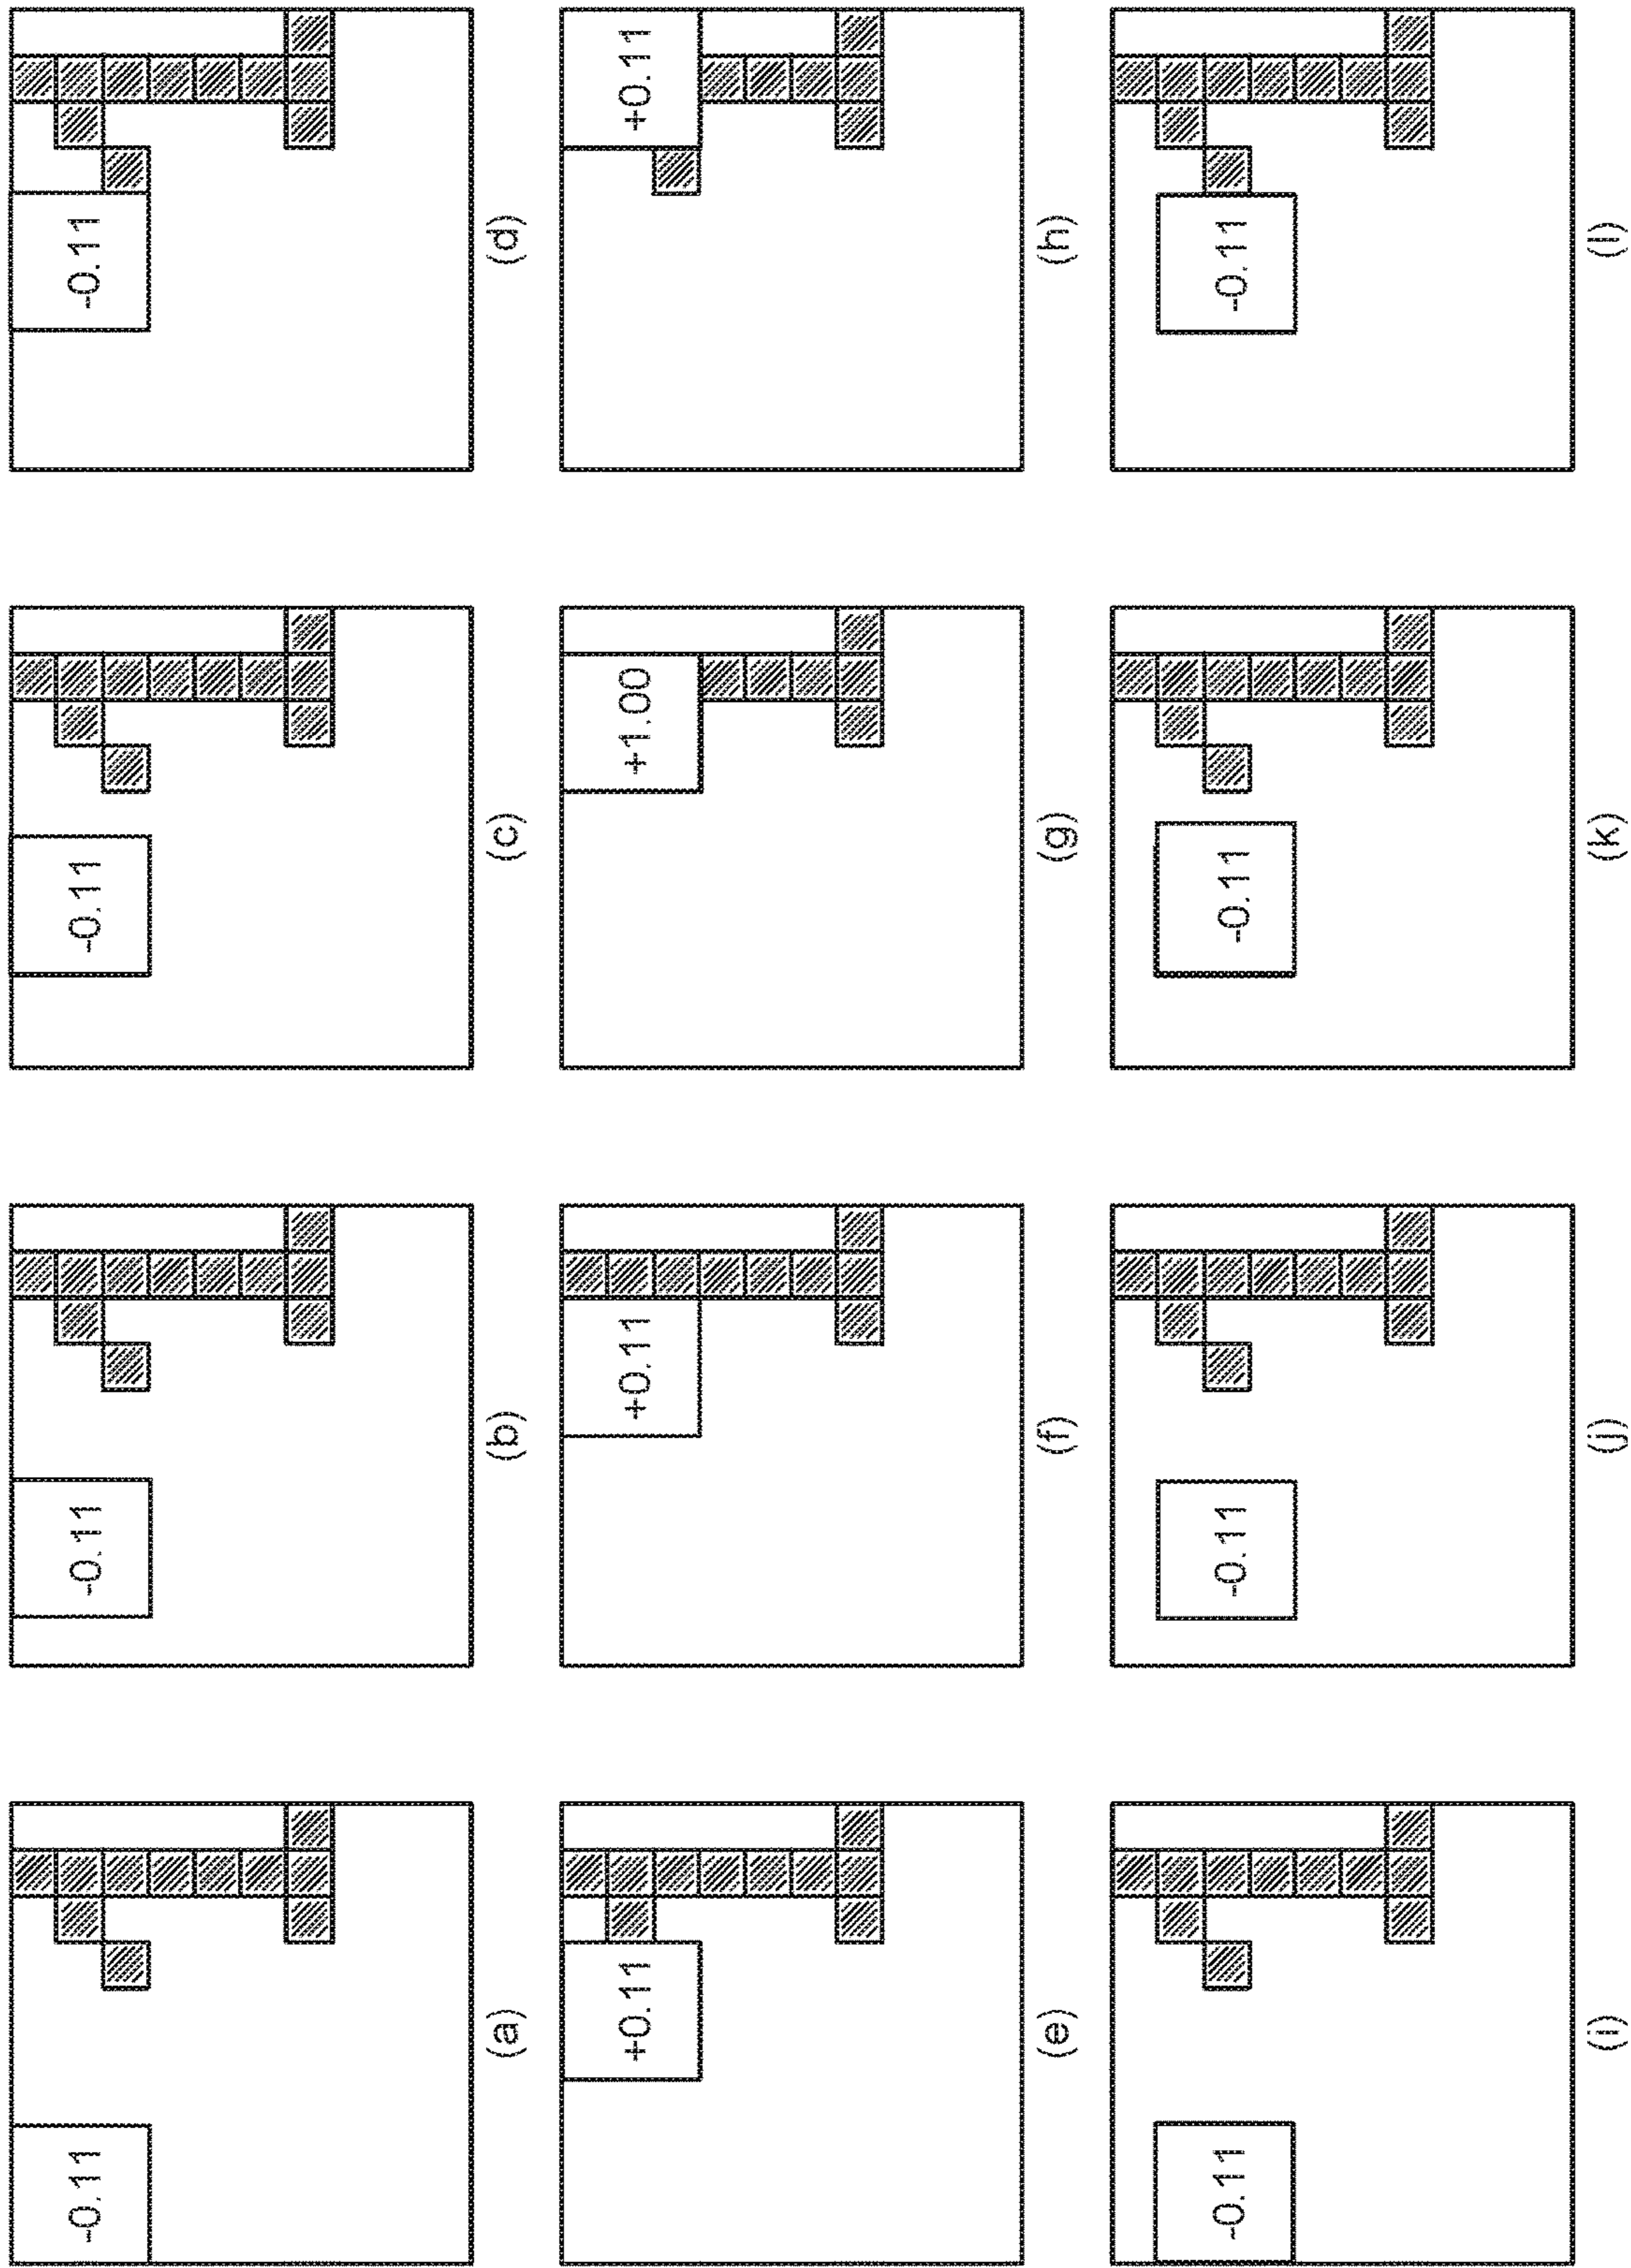 -0.11
-0.11
-0.11
-0.11
(a)
(b)
(c)
(d)
+0.11
+0.11
+1.00
+0.11
(e)
(f)
(g)
(h)
-0.11
-0.11
-0.11
-0.11
(i)
(j)
(k)
(l)